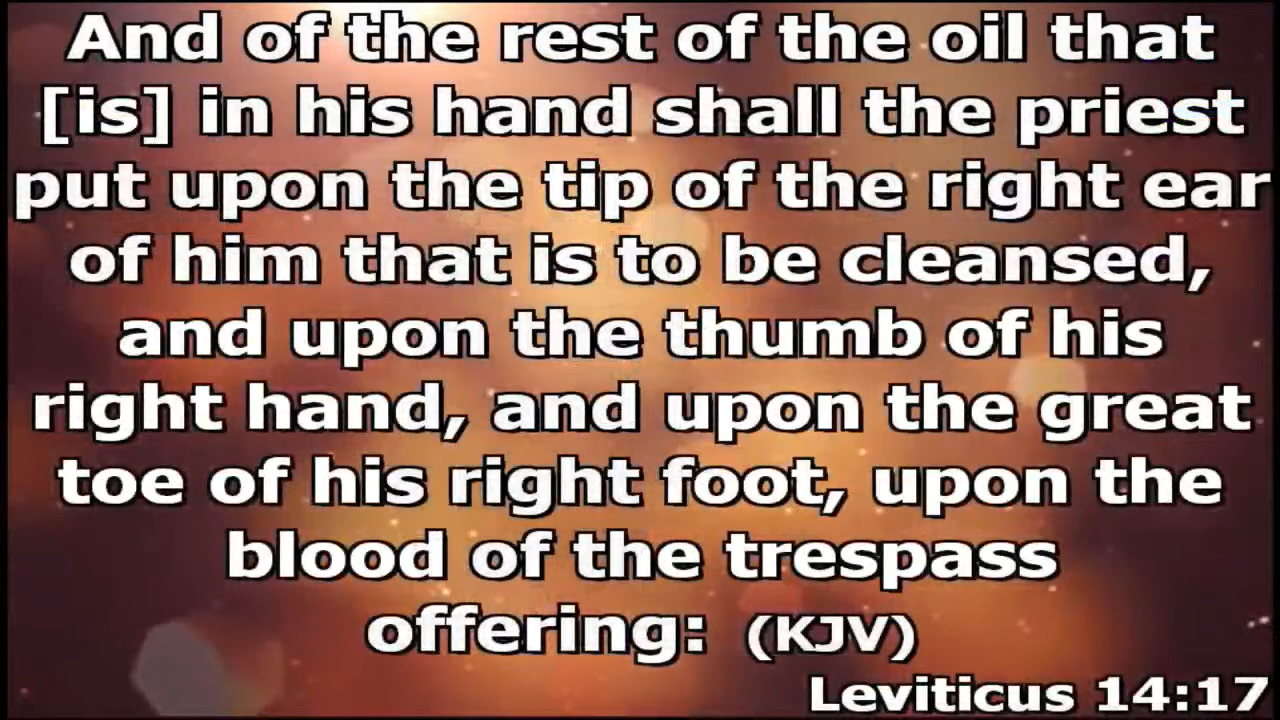 And of the rest of the oil that
[is] in his hand shall the priest
put upon the tip of the right ear
of him that is to be cleansed,
and upon the thumb of his
right hand, and upon the great
toe of his right foot, upon the
blood of the trespass
offering: (KJV)
Leviticus 14:17